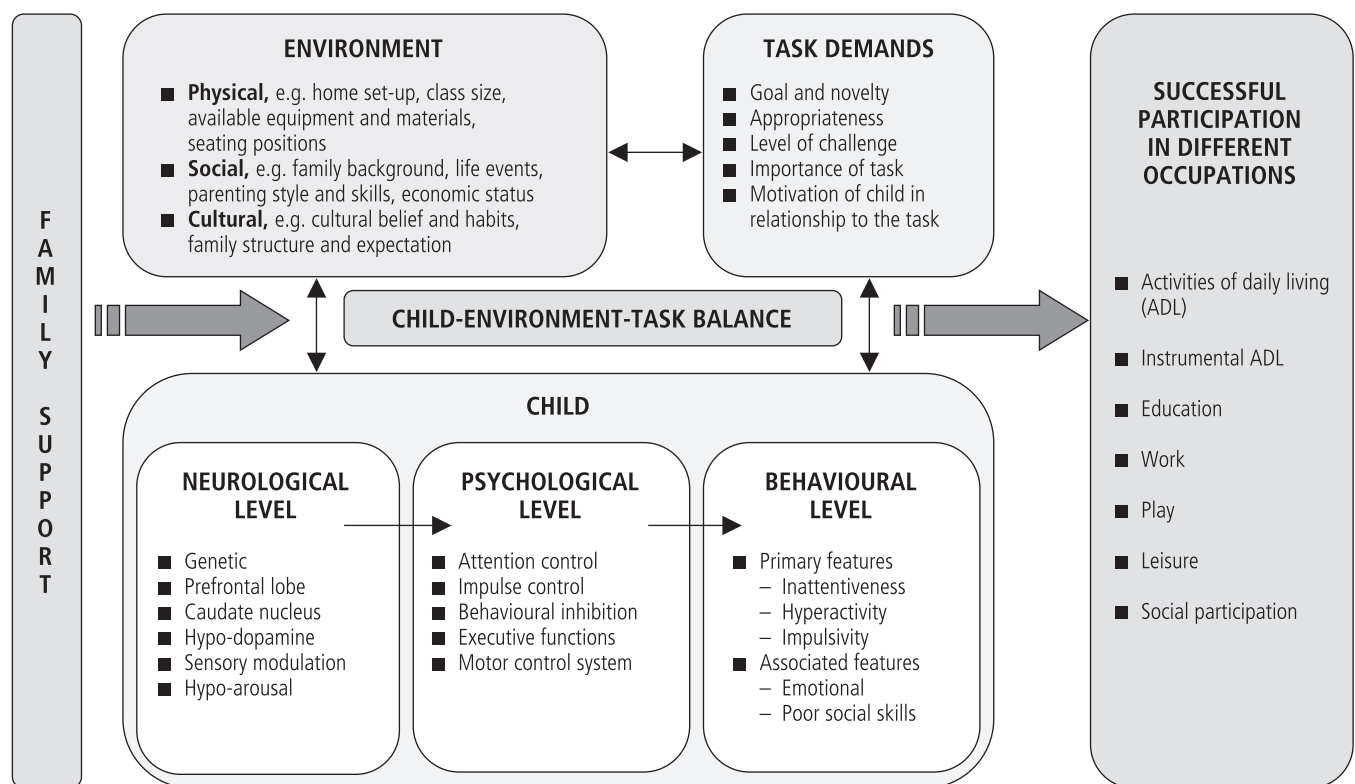 FAMILY SUPPORT
ENVIRONMENT
■ Physical, e.g. home set-up, class size,
available equipment and materials,
seating positions
■ Social, e.g. family background, life events,
parenting style and skills, economic status
■ Cultural, e.g. cultural belief and habits,
family structure and expectation
TASK DEMANDS
■ Goal and novelty
■ Appropriateness
■ Level of challenge
■ Importance of task
■ Motivation of child in
relationship to the task
CHILD-ENVIRONMENT-TASK BALANCE
CHILD
NEUROLOGICAL
LEVEL
■ Genetic
■ Prefrontal lobe
■ Caudate nucleus
■ Hypo-dopamine
■ Sensory modulation
■ Hypo-arousal
PSYCHOLOGICAL
LEVEL
■ Attention control
■ Impulse control
■ Behavioural inhibition
■ Executive functions
■ Motor control system
BEHAVIOURAL
LEVEL
■ Primary features
– Inattentiveness
– Hyperactivity
– Impulsivity
■ Associated features
– Emotional
– Poor social skills
SUCCESSFUL
PARTICIPATION
IN DIFFERENT
OCCUPATIONS
■ Activities of daily living
(ADL)
■ Instrumental ADL
■ Education
■ Work
■ Play
■ Leisure
■ Social participation